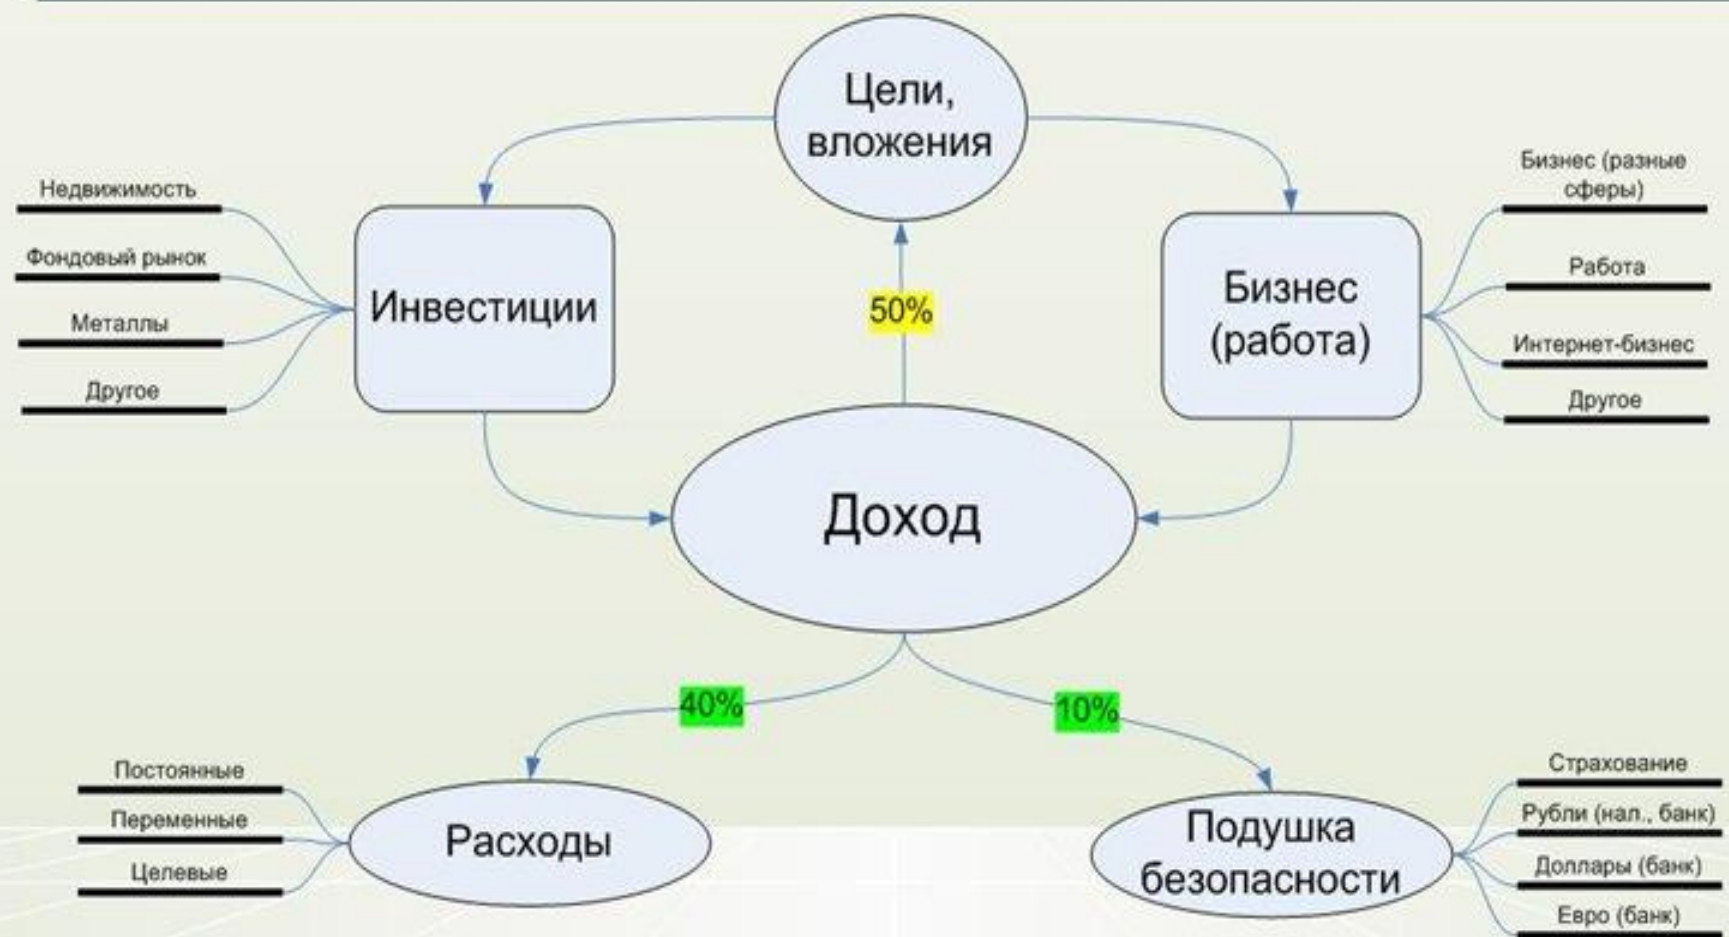 Цели,
вложения
Недвижимость
Фондовый рынок
Металлы
Другое
Инвестиции
50%
Бизнес
(работа)
Бизнес (разные
сферы)
Работа
Интернет-бизнес
Другое
Доход
40%
10%
Постоянные
Переменные
Целевые
Расходы
Подушка
безопасности
Страхование
Рубли (нал., банк)
Доллары (банк)
Евро (банк)